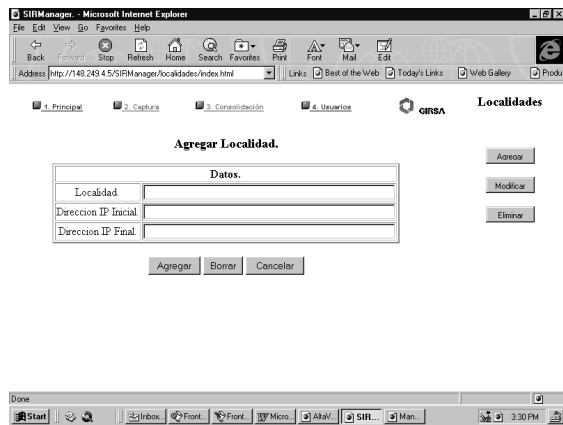 SIRManager. - Microsoft Internet Explorer
File Edit View Go Favorites Help
Back Forward Stop Refresh Home Search Favorites Print Font Mail Edit
Address http://148.249.4.5/SIRManager/localidades/index.html Links Best of the Web Today's Links Web Gallery Produ
1. Principal 2. Captura 3. Consolidación 4. Usuarios GIRSA Localidades
Agregar Localidad.
Datos.
Localidad.
Direccion IP Inicial.
Direccion IP Final.
Agregar Borrar Cancelar
Agregar
Modificar
Eliminar
Done
Start Inbox... Front... Front... Micro... AltaV... SIR... Man... 3:30 PM